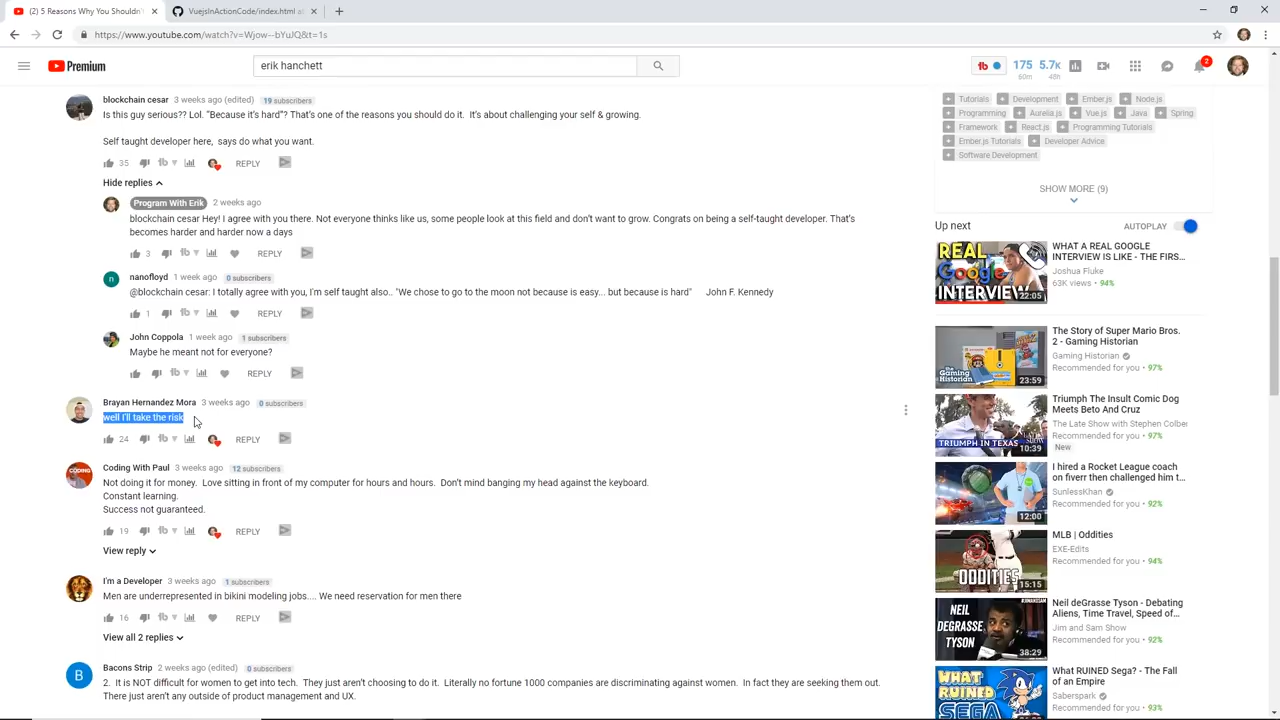 (2) 5 Reasons Why You Shouldn'
VuejsInActionCode/index.html at
https://www.youtube.com/watch?v=Wjow--bYuJQ&t=1s
Premium
erik hanchett
175
60m
5.7K
48h
2
blockchain cesar 3 weeks ago (edited) 19 subscribers
Is this guy serious?? Lol. "Because it's hard"? That's one of the reasons you should do it. It's about challenging your self & growing.
Self taught developer here, says do what you want.
35 REPLY
Hide replies
Program With Erik 2 weeks ago
blockchain cesar Hey! I agree with you there. Not everyone thinks like us, some people look at this field and don't want to grow. Congrats on being a self-taught developer. That's
becomes harder and harder now a days
3 REPLY
n
nanofloyd 1 week ago 0 subscribers
@blockchain cesar: I totally agree with you, I'm self taught also.. "We chose to go to the moon not because is easy... but because is hard" John F. Kennedy
1 REPLY
John Coppola 1 week ago 1 subscribers
Maybe he meant not for everyone?
REPLY
Brayan Hernandez Mora 3 weeks ago 0 subscribers
well I'll take the risk
24 REPLY
CODING
Coding With Paul 3 weeks ago 12 subscribers
Not doing it for money. Love sitting in front of my computer for hours and hours. Don't mind banging my head against the keyboard.
Constant learning.
Success not guaranteed.
19 REPLY
View reply
I'm a Developer 3 weeks ago 1 subscribers
Men are underrepresented in bikini modeling jobs.... We need reservation for men there
16 REPLY
View all 2 replies
B
Bacons Strip 2 weeks ago (edited) 0 subscribers
2. It is NOT difficult for women to get into tech. They just aren't choosing to do it. Literally no fortune 1000 companies are discriminating against women. In fact they are seeking them out.
There just aren't any outside of product management and UX.
Tutorials Development Ember.js Node.js
Programming Aurelia.js Vue.js Java Spring
Framework React.js Programming Tutorials
Ember.js Tutorials Developer Advice
Software Development
SHOW MORE (9)
Up next
AUTOPLAY
REAL
Google
INTERVIEW
22:05
WHAT A REAL GOOGLE
INTERVIEW IS LIKE - THE FIRS...
Joshua Fluke
63K views • 94%
The
Gaming
Historian
23:59
The Story of Super Mario Bros.
2 - Gaming Historian
Gaming Historian
Recommended for you • 97%
TRIUMPH IN TEXAS
10:39
Triumph The Insult Comic Dog
Meets Beto And Cruz
The Late Show with Stephen Colber
Recommended for you • 97%
New
12:00
I hired a Rocket League coach
on fiverr then challenged him t...
SunlessKhan
Recommended for you • 92%
ODDITIES
15:15
MLB | Oddities
EXE-Edits
Recommended for you • 94%
NEIL
DEGRASSE
TYSON
38:29
Neil deGrasse Tyson - Debating
Aliens, Time Travel, Speed of...
Jim and Sam Show
Recommended for you • 92%
WHAT
RUINED
What RUINED Sega? - The Fall
of an Empire
Saberspark
Recommended for you • 93%